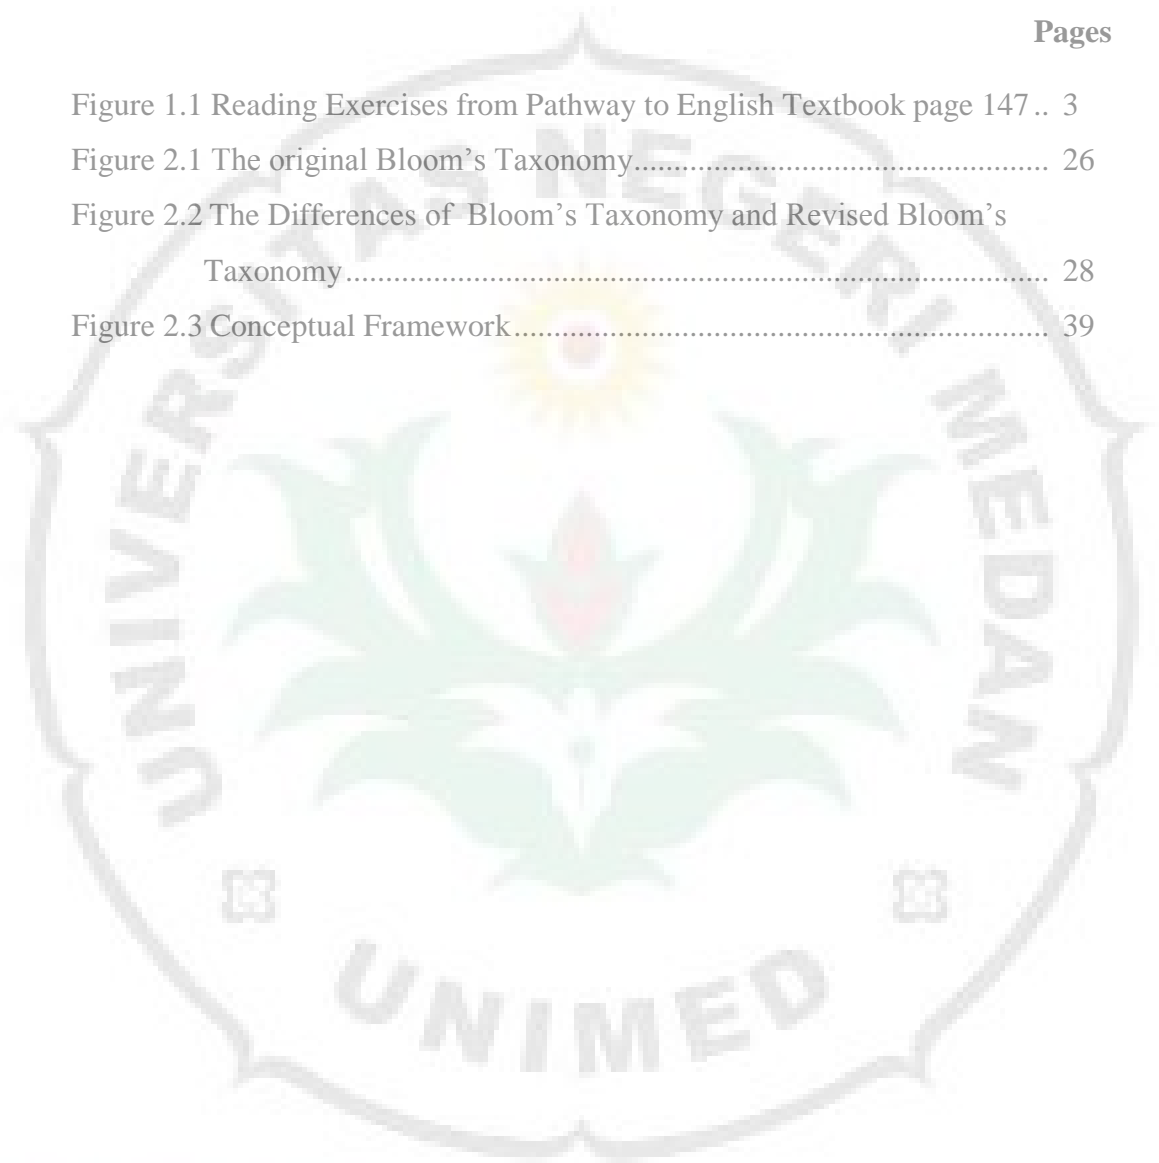 Pages
Figure 1.1 Reading Exercises from Pathway to English Textbook page 147.. 3
Figure 2.1 The original Bloom’s Taxonomy.................................................... 26
Figure 2.2 The Differences of Bloom’s Taxonomy and Revised Bloom’s
Taxonomy........................................................................................ 28
Figure 2.3 Conceptual Framework................................................................... 39
UNIVERSITAS NEGERI MEDAN
UNIMED